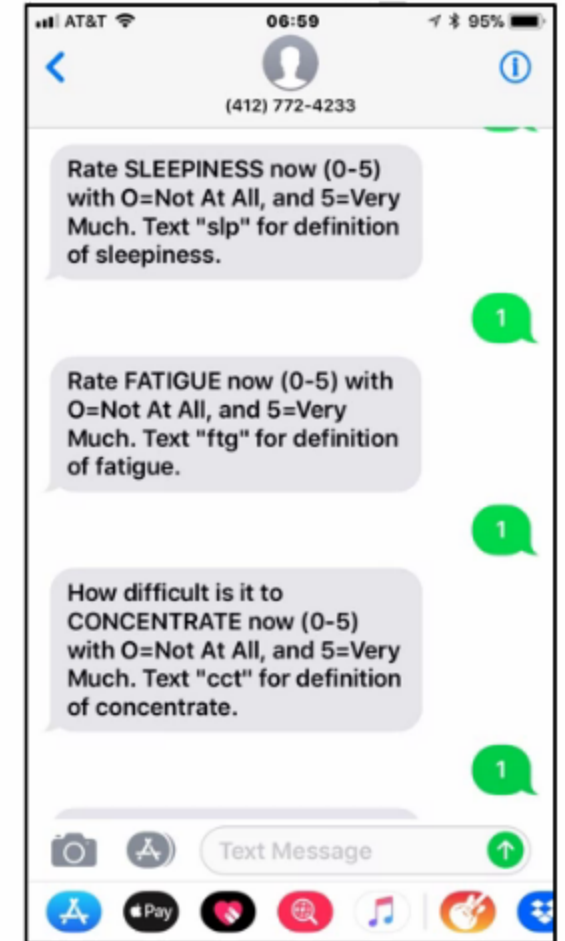 AT&T 06:59 95%
(412) 772-4233
Rate SLEEPINESS now (0-5)
with O=Not At All, and 5=Very
Much. Text "slp" for definition
of sleepiness.
1
Rate FATIGUE now (0-5) with
O=Not At All, and 5=Very
Much. Text "ftg" for definition
of fatigue.
1
How difficult is it to
CONCENTRATE now (0-5)
with O=Not At All, and 5=Very
Much. Text "cct" for definition
of concentrate.
1
Text Message
Pay